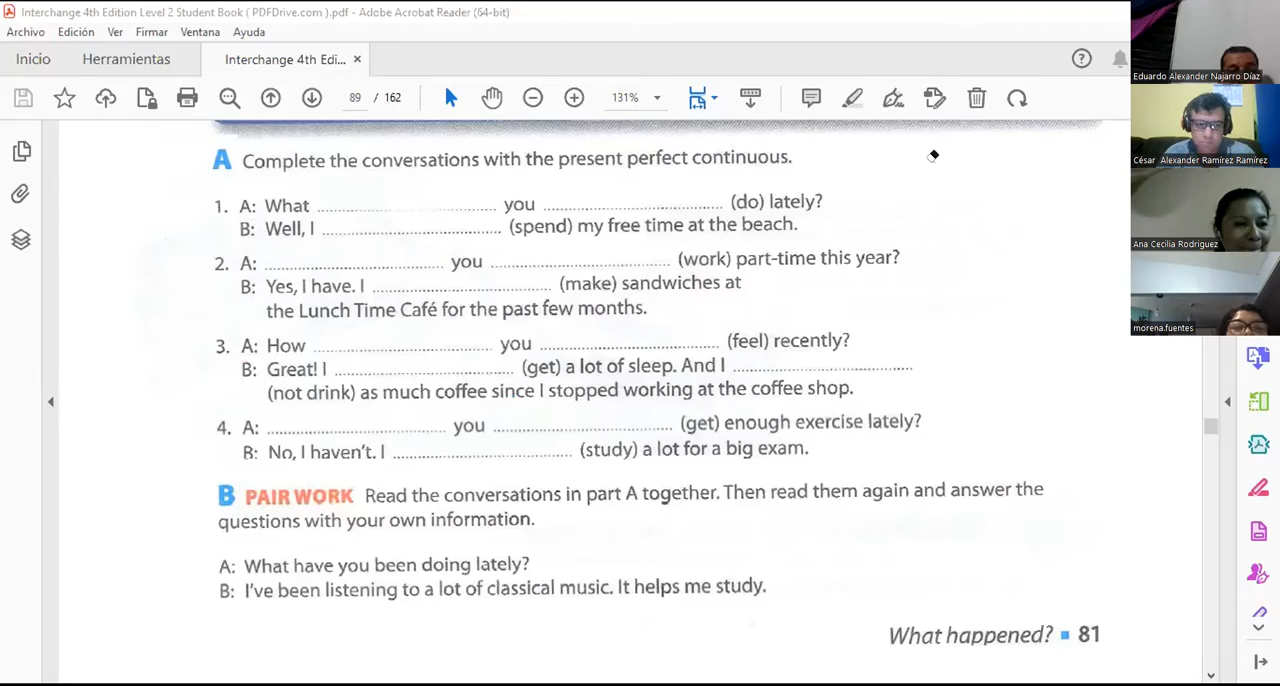 Interchange 4th Edition Level 2 Student Book ( PDFDrive.com ).pdf - Adobe Acrobat Reader (64-bit)
Archivo Edición Ver Firmar Ventana Ayuda
Inicio Herramientas Interchange 4th Edi... ×
89 / 162 131%
A Complete the conversations with the present perfect continuous.
1. A: What ........................ you ........................ (do) lately?
B: Well, I ........................ (spend) my free time at the beach.
2. A: ........................ you ........................ (work) part-time this year?
B: Yes, I have. I ........................ (make) sandwiches at
the Lunch Time Café for the past few months.
3. A: How ........................ you ........................ (feel) recently?
B: Great! I ........................ (get) a lot of sleep. And I ........................
(not drink) as much coffee since I stopped working at the coffee shop.
4. A: ........................ you ........................ (get) enough exercise lately?
B: No, I haven't. I ........................ (study) a lot for a big exam.
B PAIR WORK Read the conversations in part A together. Then read them again and answer the
questions with your own information.
A: What have you been doing lately?
B: I've been listening to a lot of classical music. It helps me study.
What happened? ▪ 81
Eduardo Alexander Najarro Díaz
César Alexander Ramírez Ramírez
Ana Cecilia Rodriguez
morena.fuentes